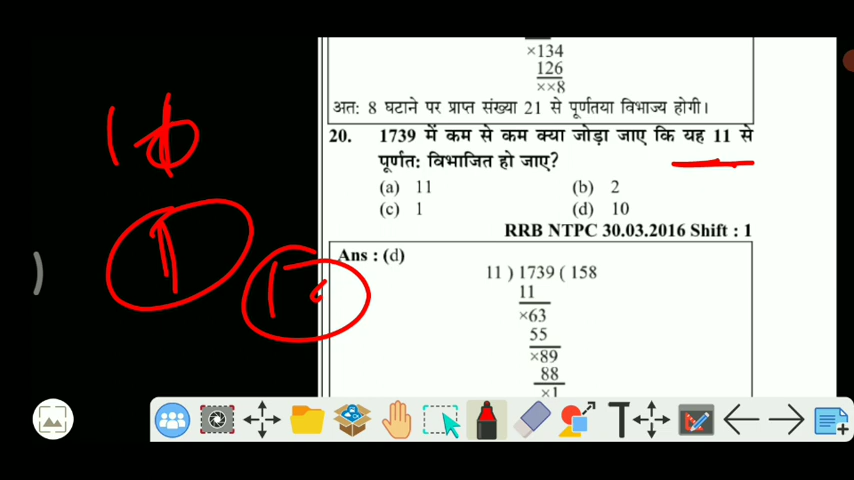 ×134
126
××8
अत: 8 घटाने पर प्राप्त संख्या 21 से पूर्णतया विभाज्य होगी।
20. 1739 में कम से कम क्या जोड़ा जाए कि यह 11 से
पूर्णत: विभाजित हो जाए?
(a) 11 (b) 2
(c) 1 (d) 10
RRB NTPC 30.03.2016 Shift : 1
Ans : (d)
11 ) 1739 ( 158
11
×63
55
×89
88
×1
T